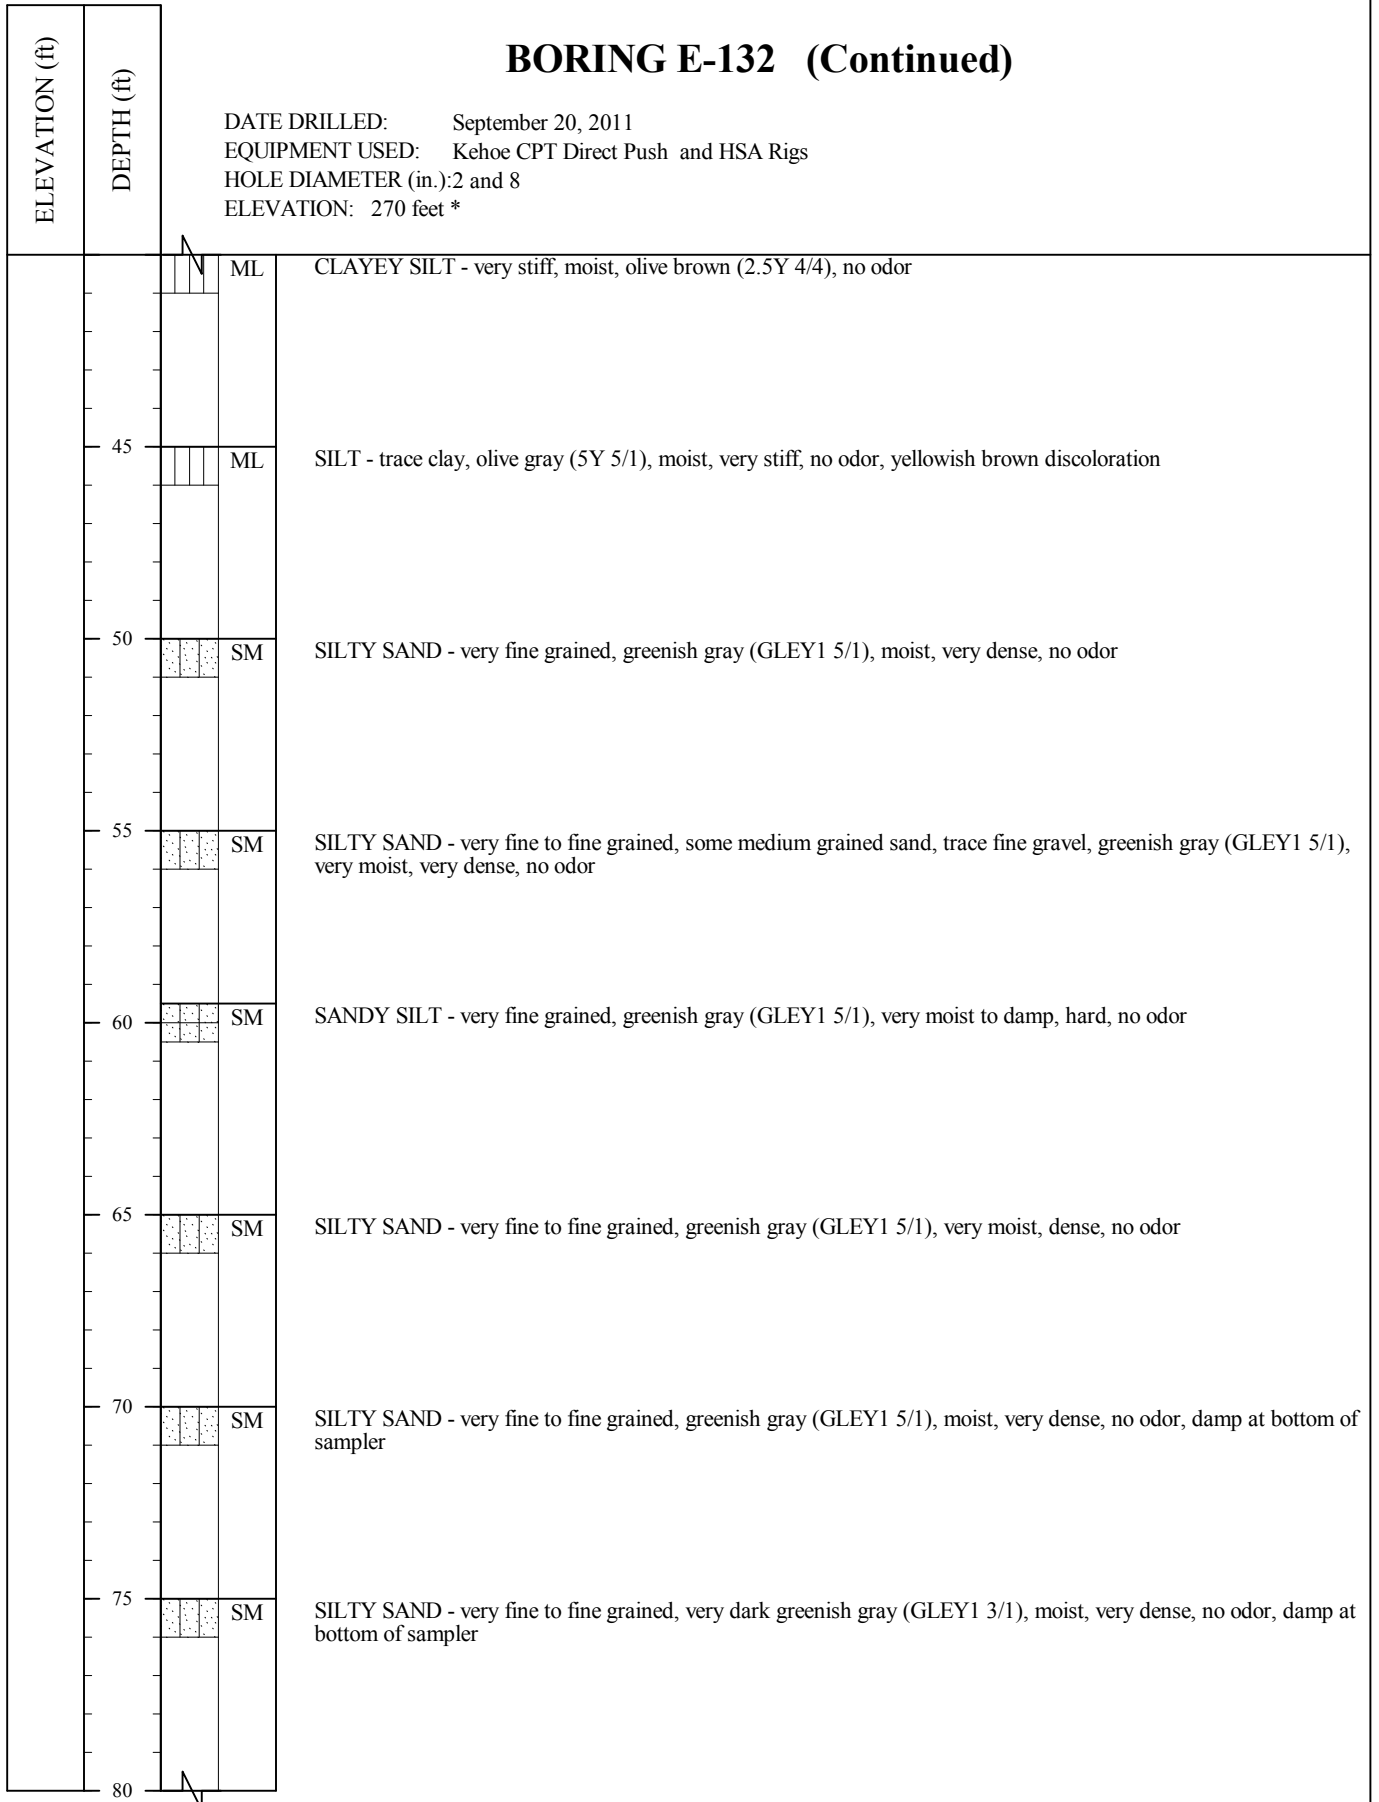 ELEVATION (ft)
DEPTH (ft)
BORING E-132 (Continued)
DATE DRILLED: September 20, 2011
EQUIPMENT USED: Kehoe CPT Direct Push and HSA Rigs
HOLE DIAMETER (in.):2 and 8
ELEVATION: 270 feet *
ML CLAYEY SILT - very stiff, moist, olive brown (2.5Y 4/4), no odor
45
ML SILT - trace clay, olive gray (5Y 5/1), moist, very stiff, no odor, yellowish brown discoloration
50
SM SILTY SAND - very fine grained, greenish gray (GLEY1 5/1), moist, very dense, no odor
55
SM SILTY SAND - very fine to fine grained, some medium grained sand, trace fine gravel, greenish gray (GLEY1 5/1),
very moist, very dense, no odor
60 SM SANDY SILT - very fine grained, greenish gray (GLEY1 5/1), very moist to damp, hard, no odor
65
SM SILTY SAND - very fine to fine grained, greenish gray (GLEY1 5/1), very moist, dense, no odor
70
SM SILTY SAND - very fine to fine grained, greenish gray (GLEY1 5/1), moist, very dense, no odor, damp at bottom of
sampler
75
SM SILTY SAND - very fine to fine grained, very dark greenish gray (GLEY1 3/1), moist, very dense, no odor, damp at
bottom of sampler
80